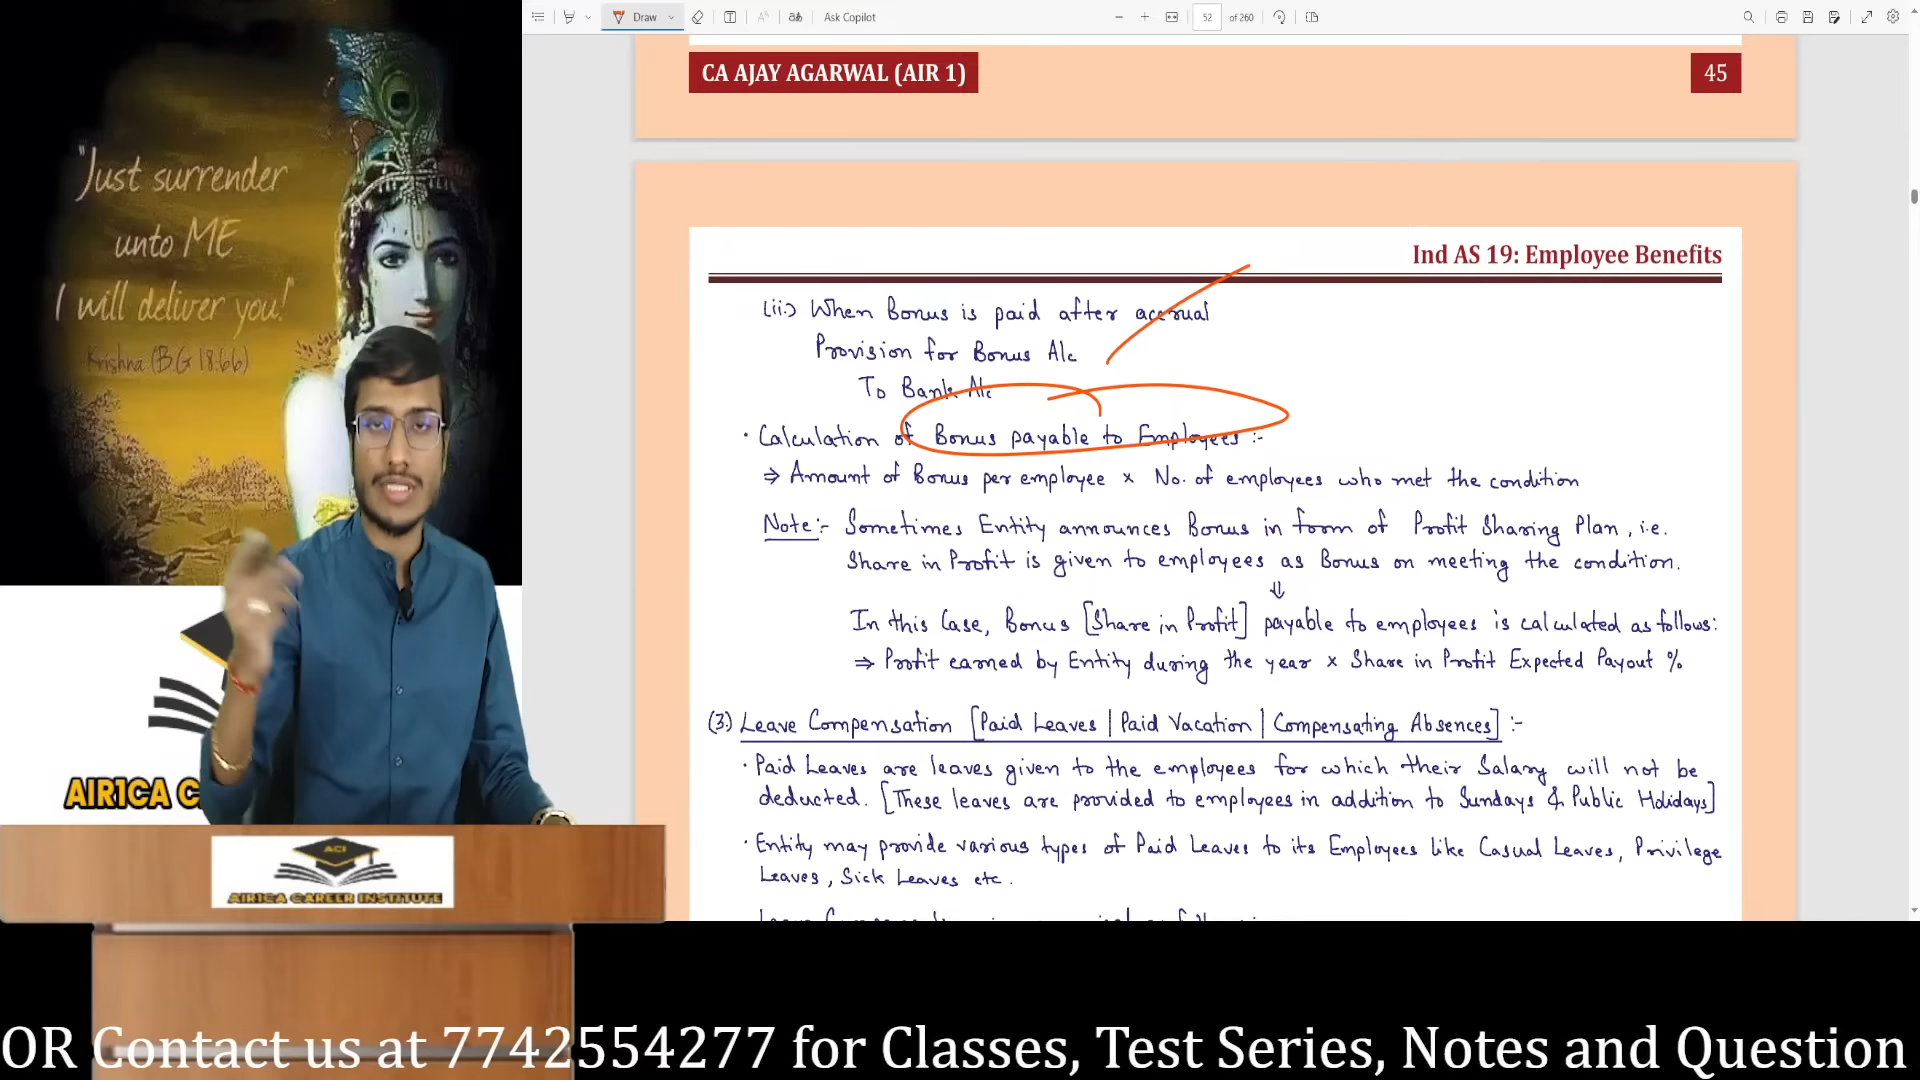 Draw
Ask Copilot
52 of 260
CA AJAY AGARWAL (AIR 1)
45
"Just surrender
unto ME
I will deliver you!"
Krishna (B.G 18:66)
Ind AS 19: Employee Benefits
(iii) When Bonus is paid after accrual
Provision for Bonus A/c
To Bank A/c
· Calculation of Bonus payable to Employees :-
⇒ Amount of Bonus per employee × No. of employees who met the condition
Note:- Sometimes Entity announces Bonus in form of Profit Sharing Plan, i.e.
Share in Profit is given to employees as Bonus on meeting the condition.
⇓
In this Case, Bonus [Share in Profit] payable to employees is calculated as follows:
⇒ Profit earned by Entity during the year × Share in Profit Expected Payout %
(3.) Leave Compensation [Paid Leaves | Paid Vacation | Compensating Absences] :-
· Paid Leaves are leaves given to the employees for which their Salary will not be
deducted. [These leaves are provided to employees in addition to Sundays & Public Holidays]
· Entity may provide various types of Paid Leaves to its Employees like Casual Leaves, Privilege
Leaves, Sick Leaves etc.
AIR1CA C
ACI
AIR1CA CAREER INSTITUTE
OR Contact us at 7742554277 for Classes, Test Series, Notes and Question